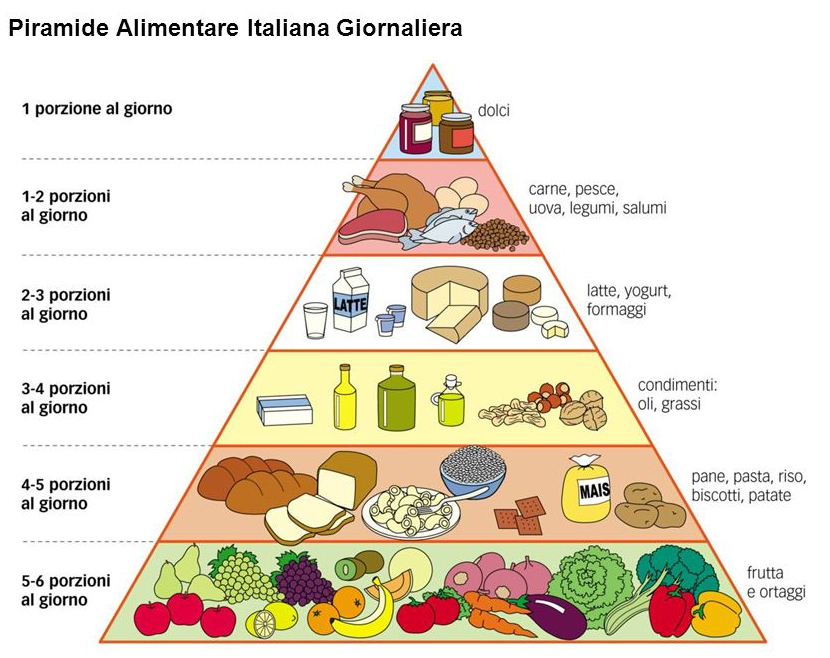 Piramide Alimentare Italiana Giornaliera
1 porzione al giorno
dolci
1-2 porzioni
al giorno
carne, pesce,
uova, legumi, salumi
2-3 porzioni
al giorno
LATTE
latte, yogurt,
formaggi
3-4 porzioni
al giorno
condimenti:
oli, grassi
4-5 porzioni
al giorno
MAIS
pane, pasta, riso,
biscotti, patate
5-6 porzioni
al giorno
frutta
e ortaggi